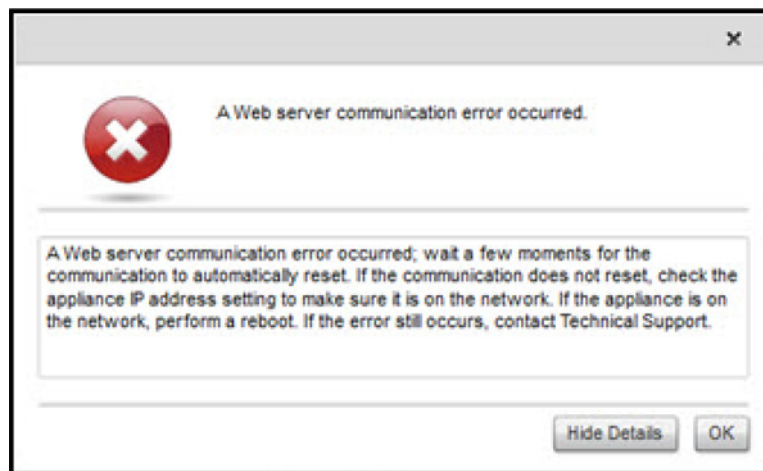 A Web server communication error occurred.
A Web server communication error occurred; wait a few moments for the
communication to automatically reset. If the communication does not reset, check the
appliance IP address setting to make sure it is on the network. If the appliance is on
the network, perform a reboot. If the error still occurs, contact Technical Support.
Hide Details
OK